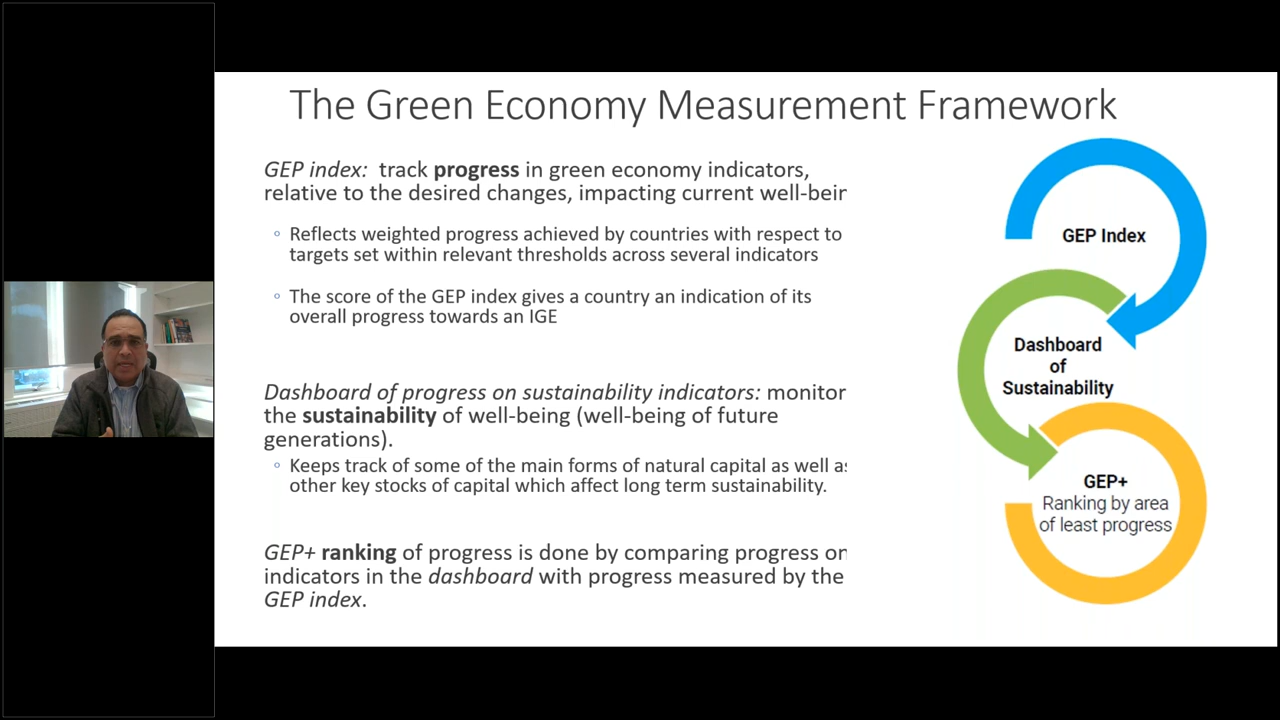 The Green Economy Measurement Framework
GEP index: track progress in green economy indicators,
relative to the desired changes, impacting current well-bein
◦ Reflects weighted progress achieved by countries with respect to
targets set within relevant thresholds across several indicators
◦ The score of the GEP index gives a country an indication of its
overall progress towards an IGE
Dashboard of progress on sustainability indicators: monitor
the sustainability of well-being (well-being of future
generations).
◦ Keeps track of some of the main forms of natural capital as well as
other key stocks of capital which affect long term sustainability.
GEP+ ranking of progress is done by comparing progress on
indicators in the dashboard with progress measured by the
GEP index.
GEP Index
Dashboard
of
Sustainability
GEP+
Ranking by area
of least progress